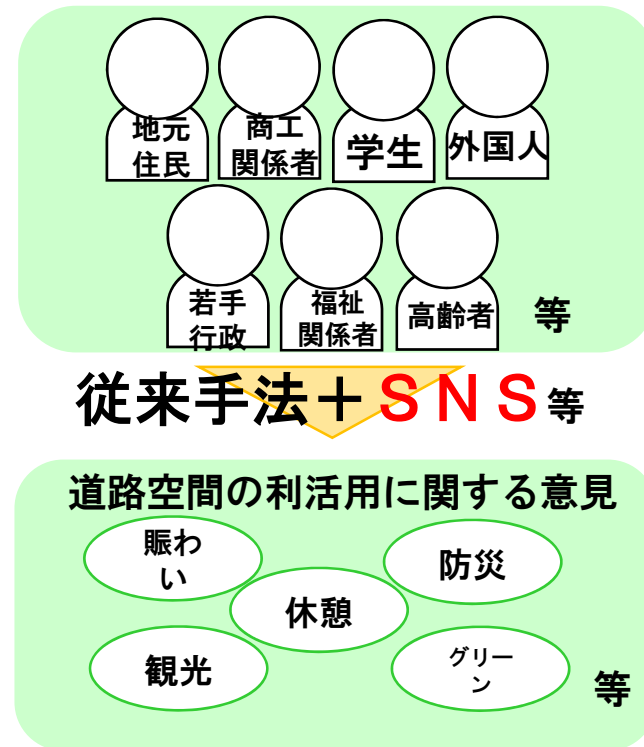 地元
住民
商工
関係者
学生
外国人
若手
行政
福祉
関係者
高齢者
等
従来手法＋ＳＮＳ等
道路空間の利活用に関する意見
賑わ
い
防災
休憩
観光
グリー
ン
等